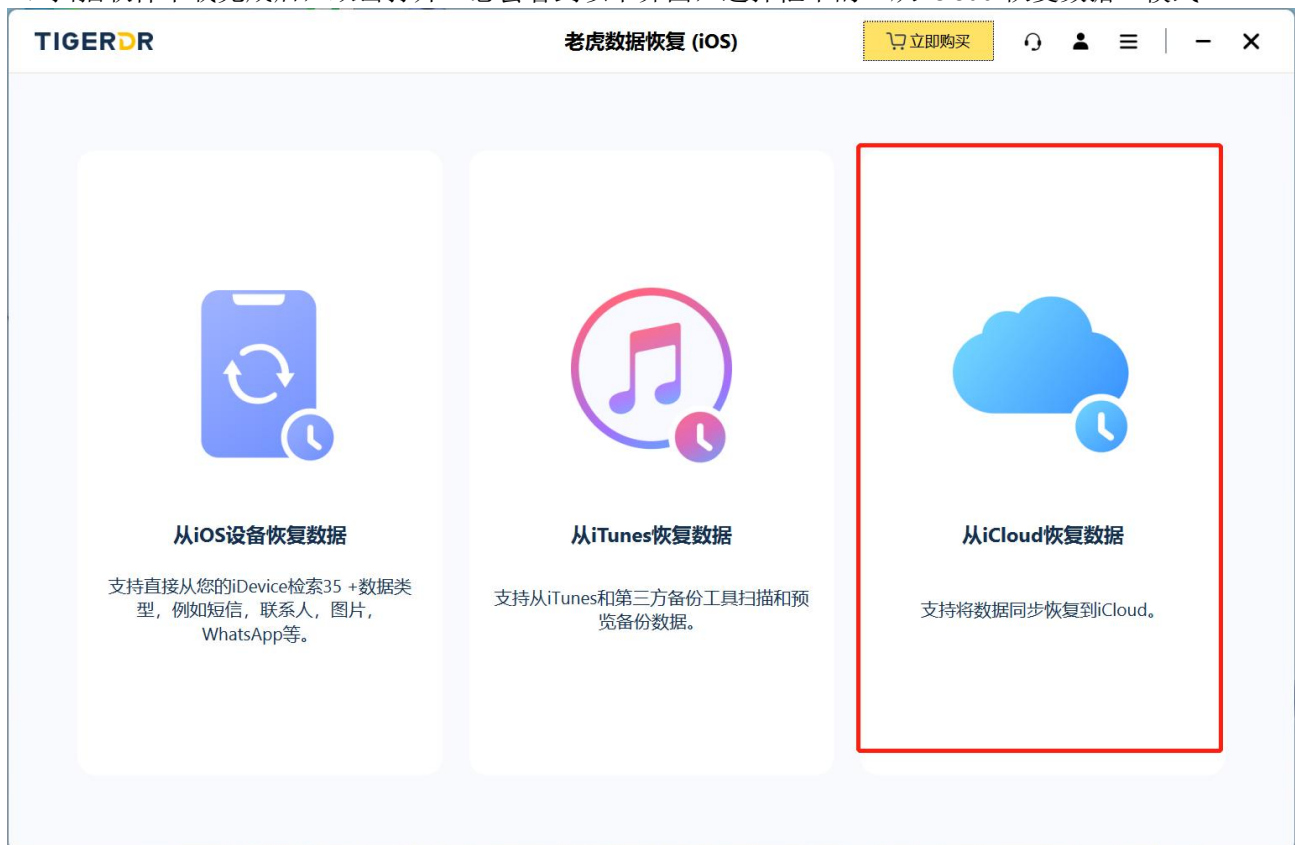 TIGERDR
老虎数据恢复 (iOS)
立即购买
从iOS设备恢复数据
支持直接从您的iDevice检索35 +数据类
型，例如短信，联系人，图片，
WhatsApp等。
从iTunes恢复数据
支持从iTunes和第三方备份工具扫描和预
览备份数据。
从iCloud恢复数据
支持将数据同步恢复到iCloud。